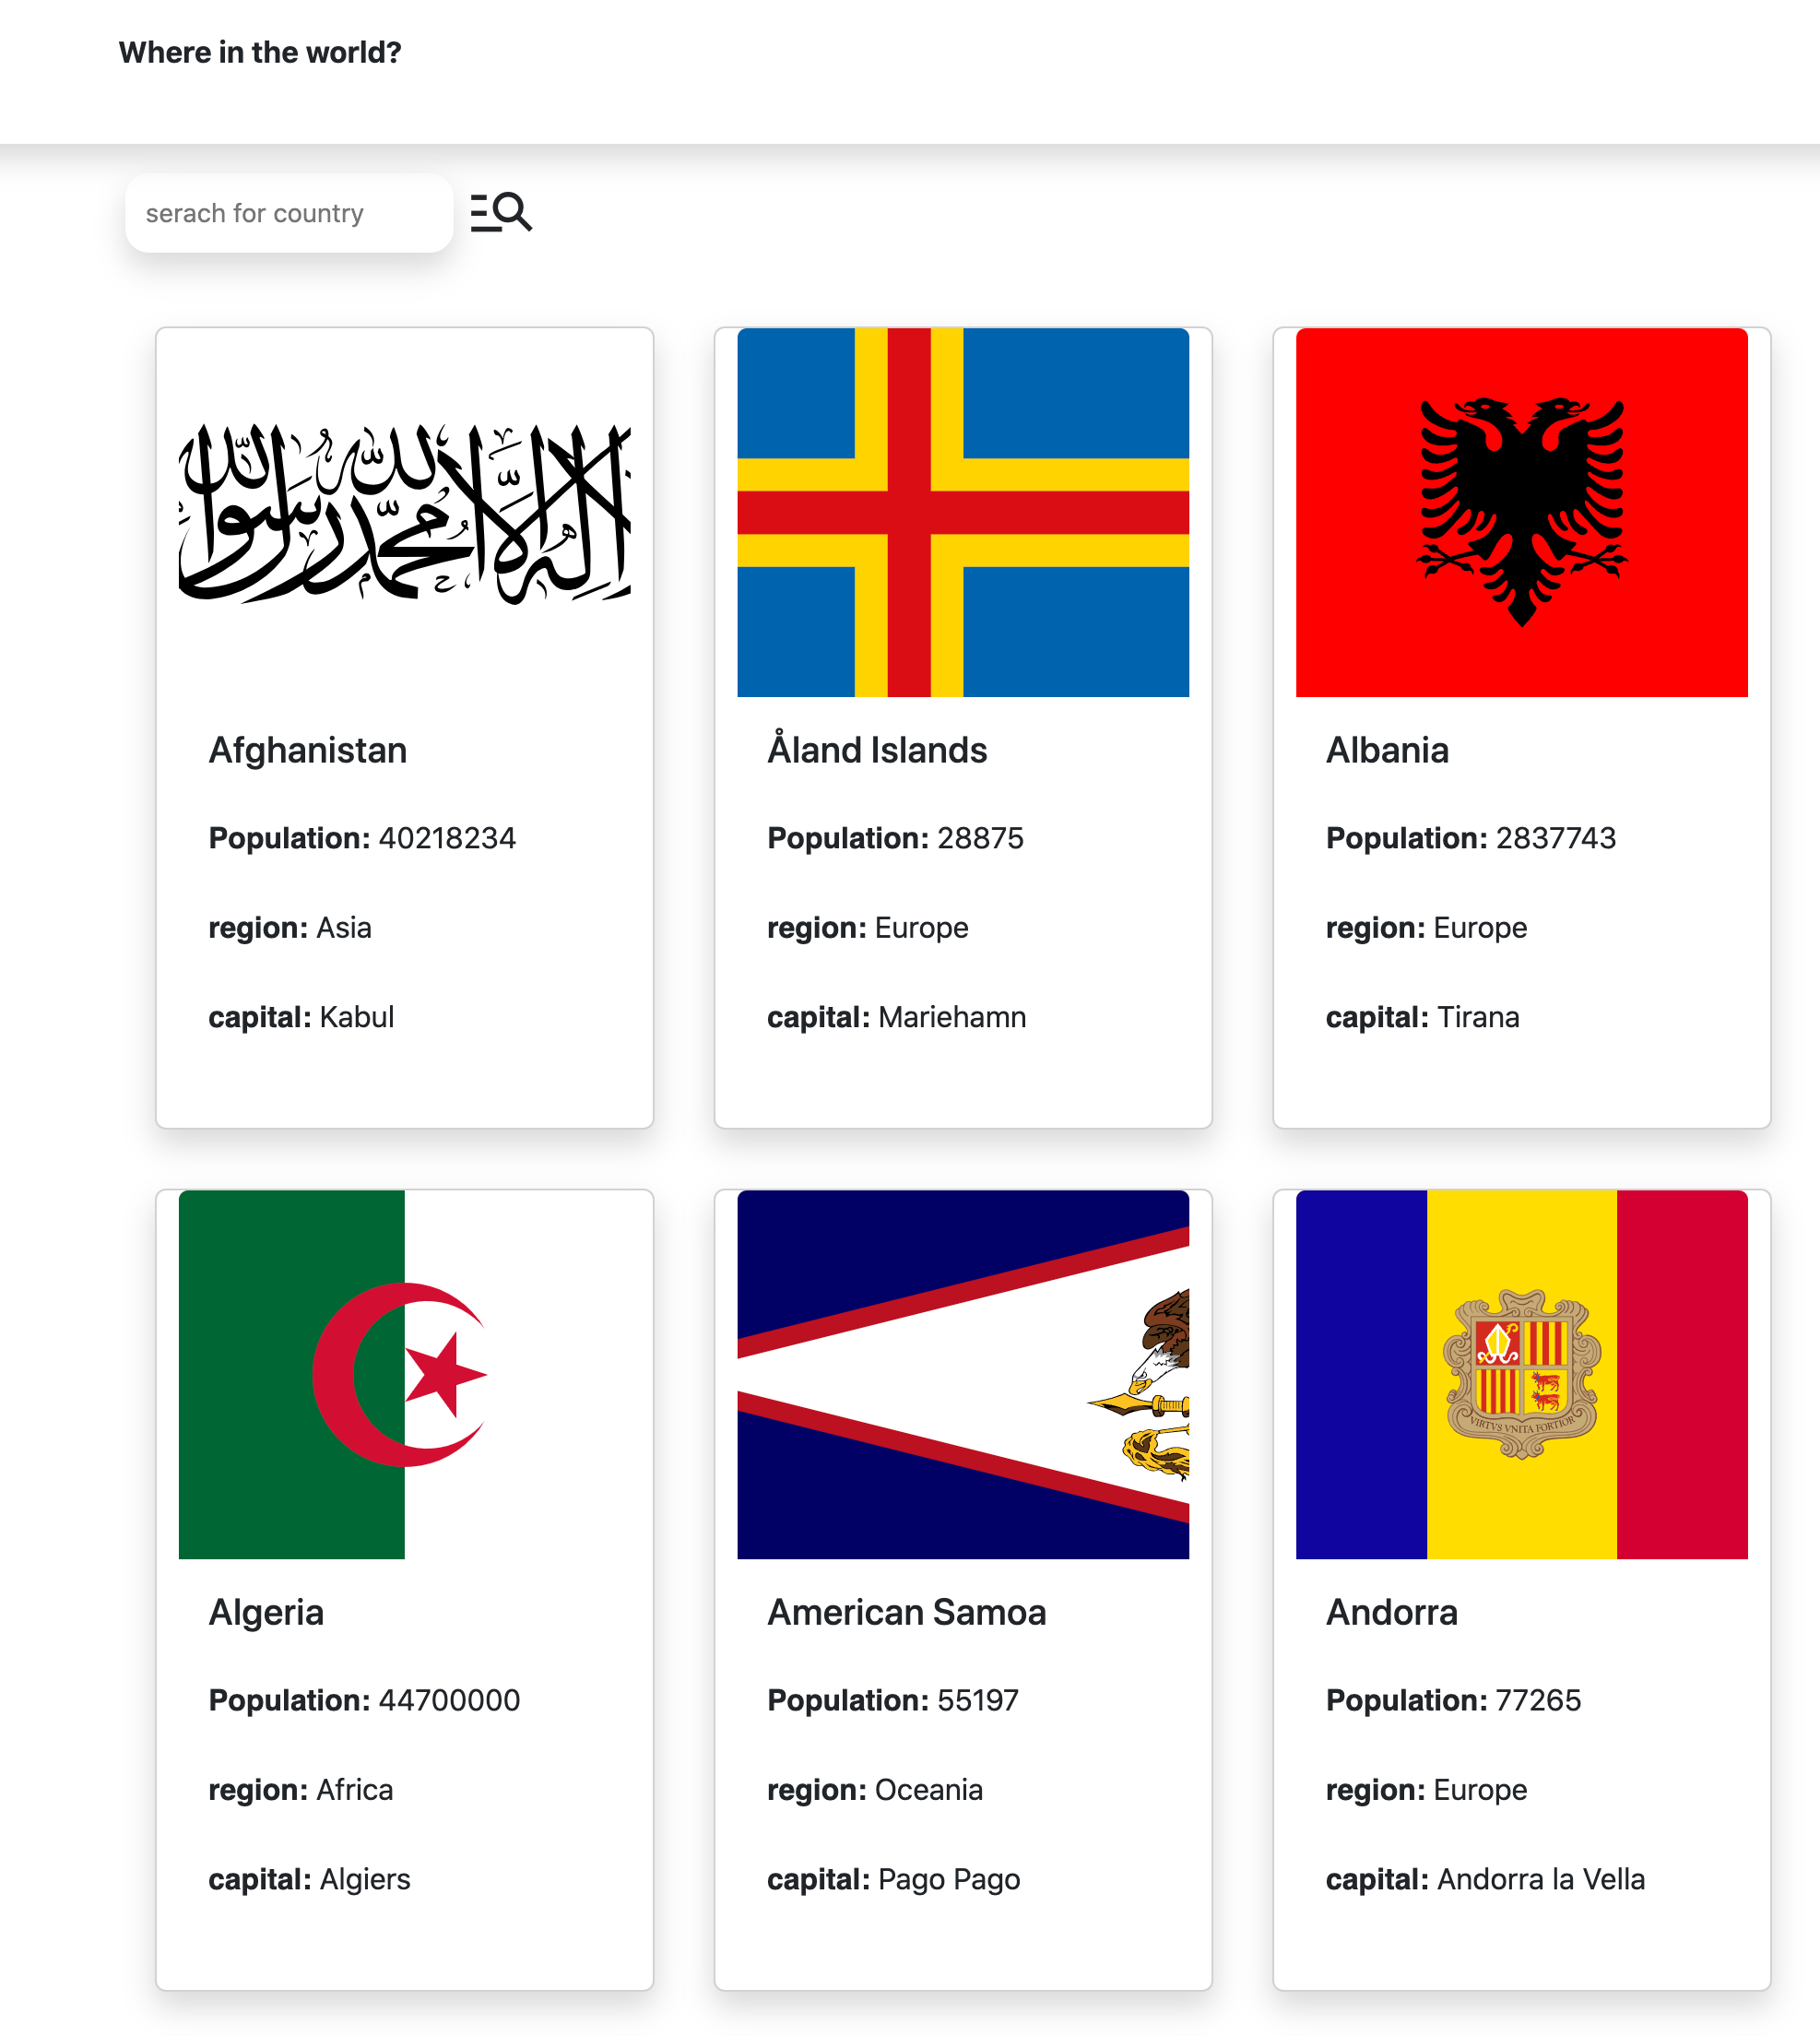 Where in the world?
serach for country
لا إله إلا الله محمد رسول الله
Afghanistan
Population: 40218234
region: Asia
capital: Kabul
Åland Islands
Population: 28875
region: Europe
capital: Mariehamn
Albania
Population: 2837743
region: Europe
capital: Tirana
Algeria
Population: 44700000
region: Africa
capital: Algiers
American Samoa
Population: 55197
region: Oceania
capital: Pago Pago
VIRTVS VNITA FORTIOR
Andorra
Population: 77265
region: Europe
capital: Andorra la Vella